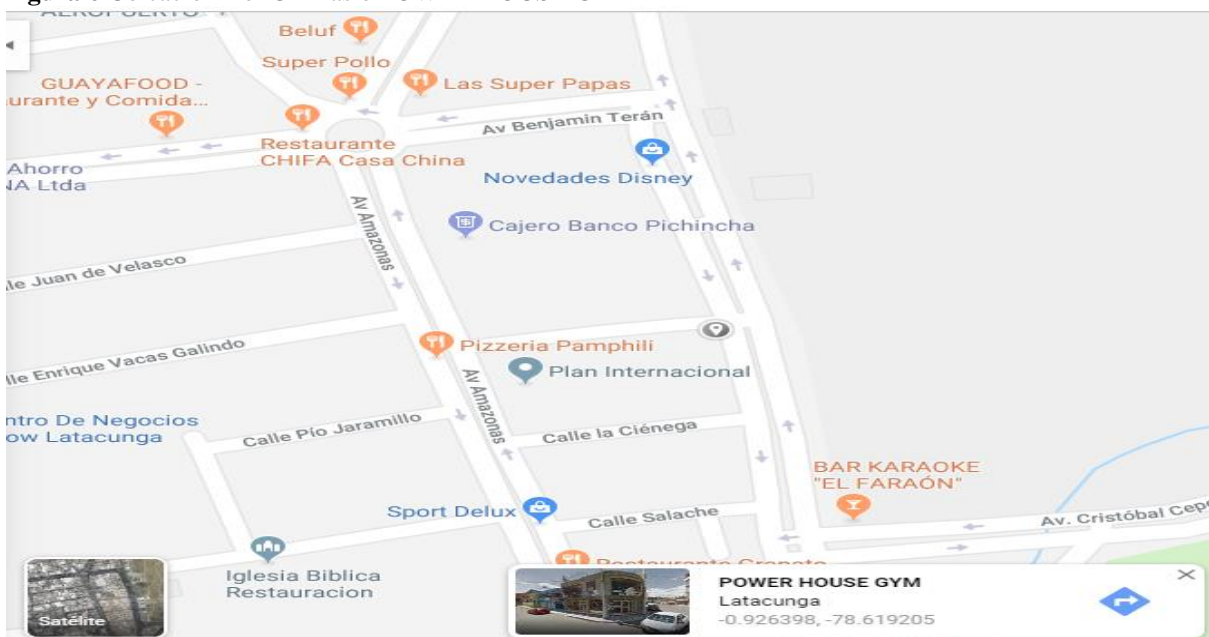 AEROPUERTO
Beluf
Super Pollo
GUAYAFOOD -
urante y Comida...
Las Super Papas
Av Benjamin Terán
Restaurante
CHIFA Casa China
Ahorro
NA Ltda
Novedades Disney
Av Amazonas
Cajero Banco Pichincha
lle Juan de Velasco
Pizzeria Pamphili
lle Enrique Vacas Galindo
Plan Internacional
Av Amazonas
ntro De Negocios
ow Latacunga
Calle Pío Jaramillo
Calle la Ciénega
BAR KARAOKE
"EL FARAÓN"
Sport Delux
Calle Salache
Av. Cristóbal Cep
Iglesia Biblica
Restauracion
Satélite
POWER HOUSE GYM
Latacunga
-0.926398, -78.619205